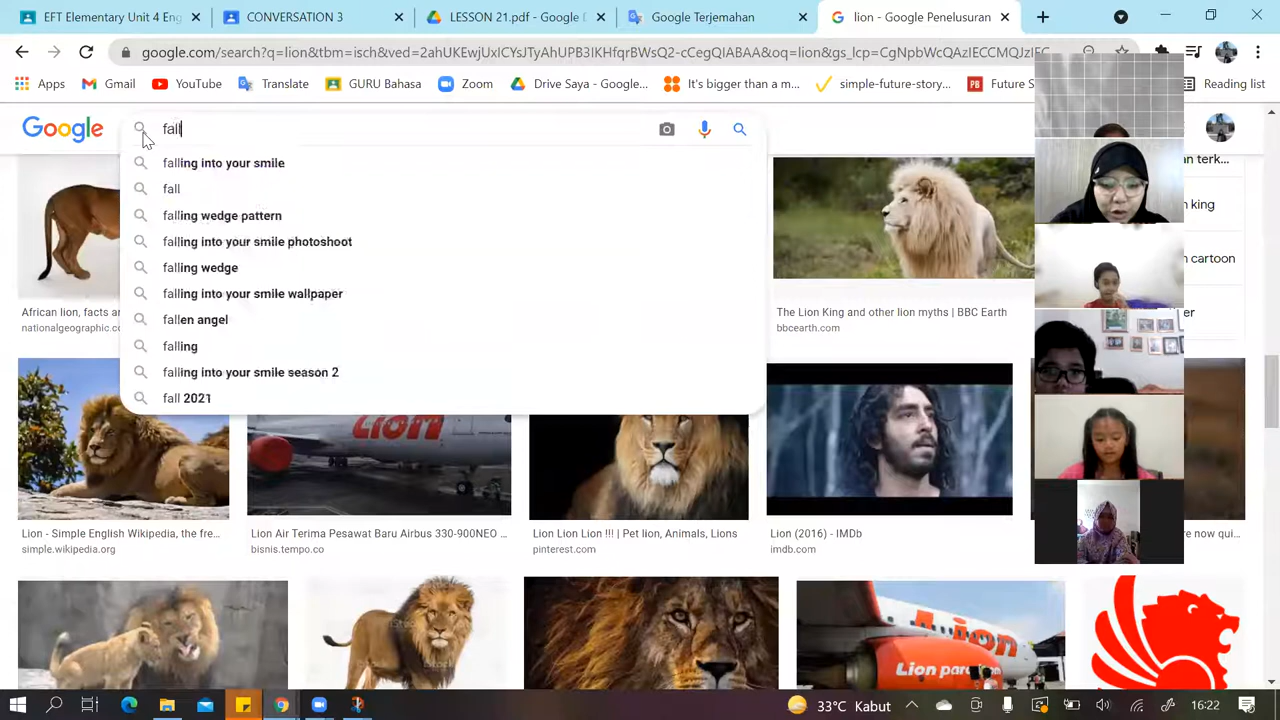 EFT Unit 4 Eng
CONVERSATION 3
LESSON 21.pdf - Google Drive
Google Terjemahan
lion - Google Penelusuran
google.com/search?q=lion&tbm=isch&ved=2ahUKEwjUxICYsJTyAhUPB3IKHfqrBWsQ2-cCegQIABAA&oq=lion&gs_lcp=CgNpbWcQAzIECCMQJzIEC
Apps
Gmail
YouTube
Translate
GURU Bahasa
Zoom
Drive Saya - Google...
It's bigger than a m...
simple-future-story...
Future S
Reading list
Google
fall
falling into your smile
fall
falling wedge pattern
falling into your smile photoshoot
falling wedge
falling into your smile wallpaper
fallen angel
falling
falling into your smile season 2
fall 2021
an terk...
king
cartoon
er
African lion, facts a
nationalgeographic.co
The Lion King and other lion myths | BBC Earth
bbcearth.com
Lion
Lion - Simple English Wikipedia, the fre...
simple.wikipedia.org
Lion Air Terima Pesawat Baru Airbus 330-900NEO ...
bisnis.tempo.co
Lion Lion Lion !!! | Pet lion, Animals, Lions
pinterest.com
Lion (2016) - IMDb
imdb.com
re now qui...
iStock
Lion
Lion
33°C Kabut
16:22